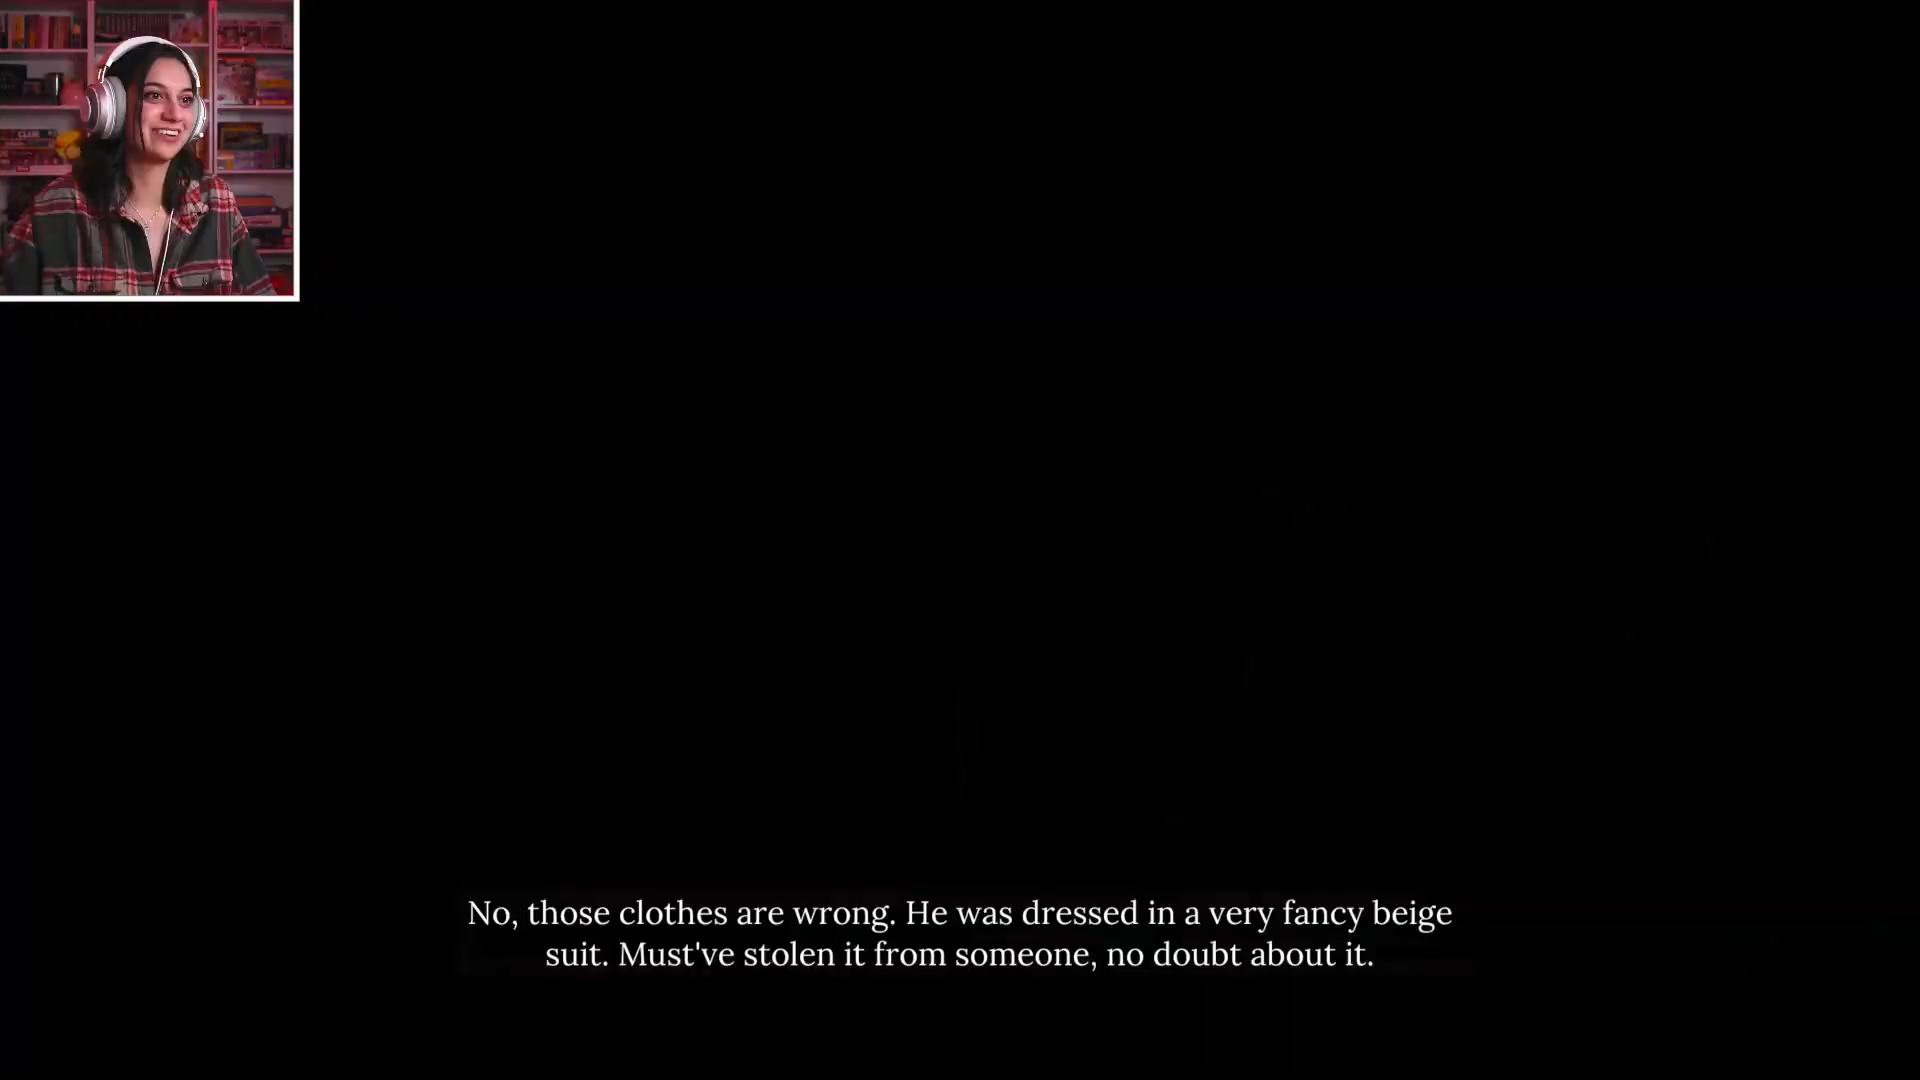 No, those clothes are wrong. He was dressed in a very fancy beige
suit. Must've stolen it from someone, no doubt about it.